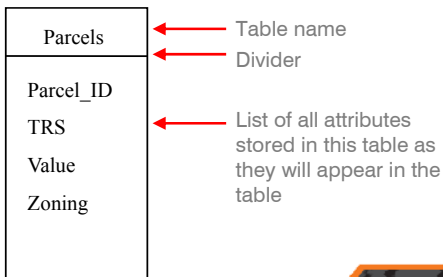 Parcels
Table name
Divider
Parcel_ID
TRS
Value
Zoning
List of all attributes
stored in this table as
they will appear in the
table